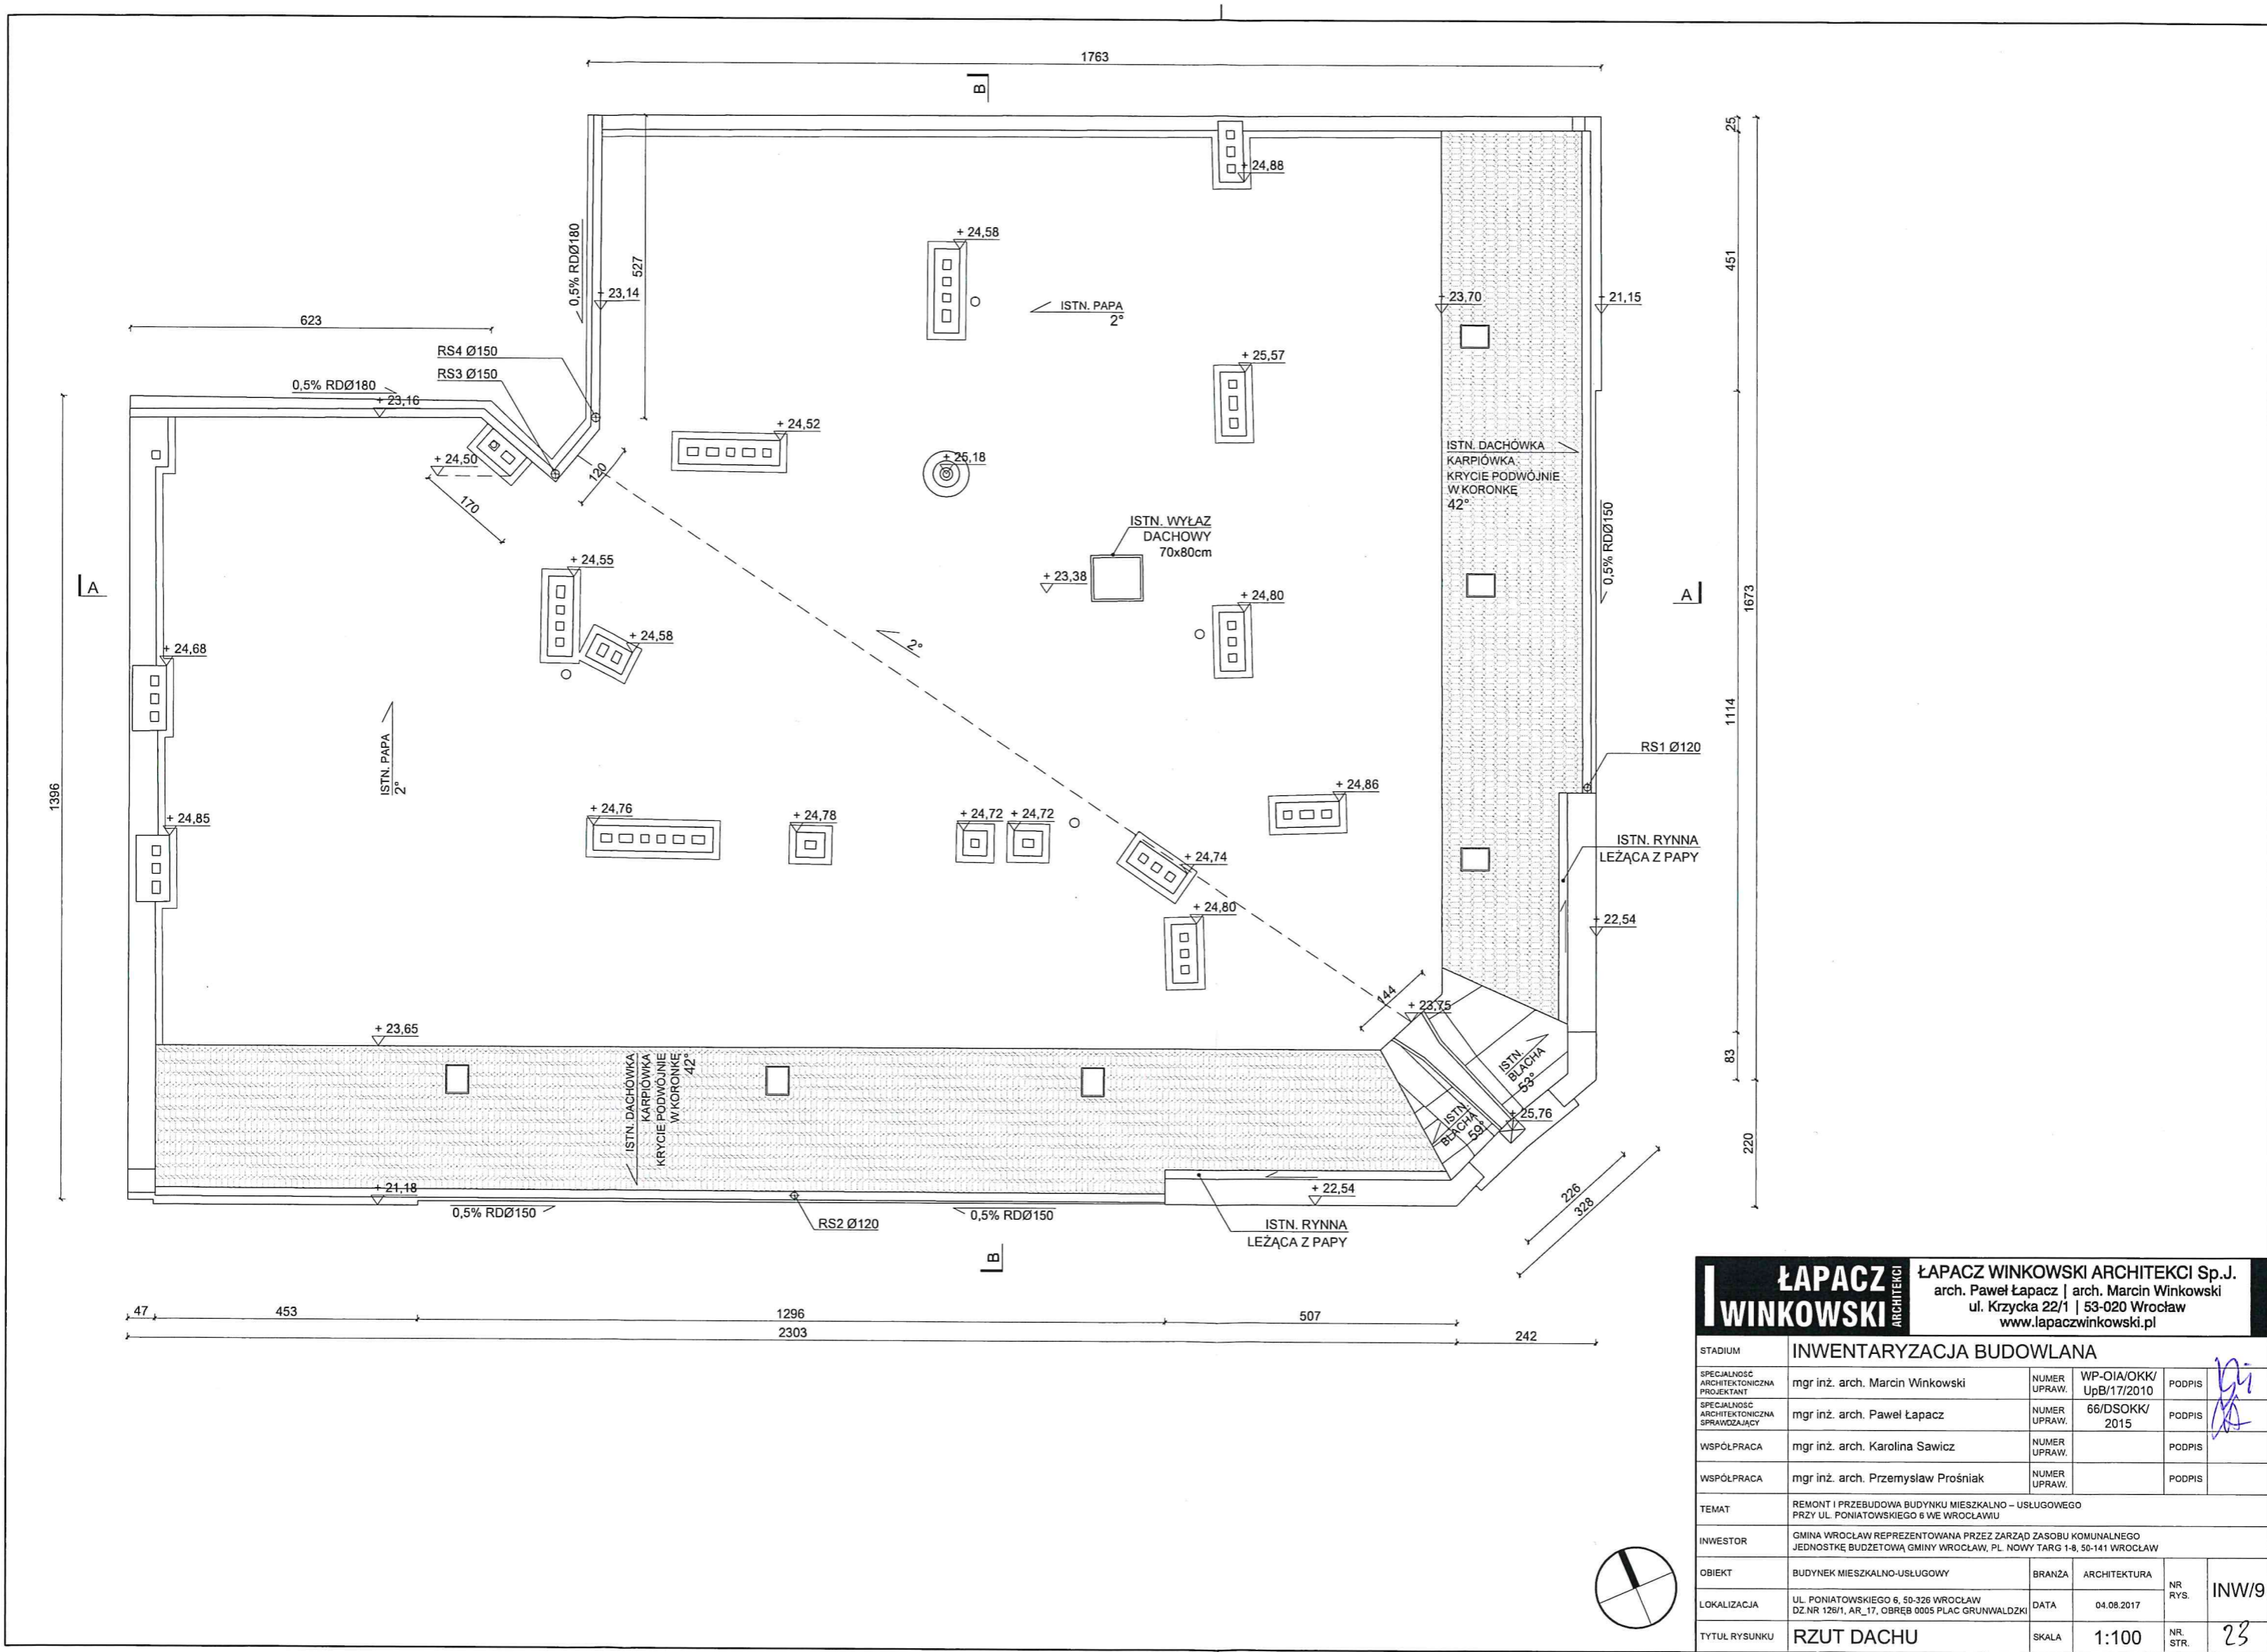 1763
B
25
+ 24,88
451
+ 24,58
0,5% RDØ180
527
+ 23,14
ISTN. PAPA
2°
+ 23,70
+ 21,15
623
RS4 Ø150
RS3 Ø150
0,5% RDØ180
+ 23,16
+ 25,57
+ 24,52
+ 24,50
120
170
+ 25,18
ISTN. DACHÓWKA
KARPIÓWKA
KRYCIE PODWÓJNIE
W KORONKĘ
42°
ISTN. WYŁAZ
DACHOWY
70x80cm
0,5% RDØ150
+ 24,55
+ 23,38
A
A
1673
+ 24,80
+ 24,58
2°
+ 24,68
1114
ISTN. PAPA
2°
RS1 Ø120
1396
+ 24,86
+ 24,76
+ 24,78
+ 24,72
+ 24,72
+ 24,85
ISTN. RYNNA
LEŻĄCA Z PAPY
+ 24,74
+ 24,80
+ 22,54
144
+ 23,75
+ 23,65
83
ISTN. DACHÓWKA
KARPIÓWKA
KRYCIE PODWÓJNIE
W KORONKĘ
42°
ISTN.
BLACHA
53°
ISTN.
BLACHA
59°
+ 25,76
220
+ 21,18
0,5% RDØ150
RS2 Ø120
0,5% RDØ150
+ 22,54
ISTN. RYNNA
LEŻĄCA Z PAPY
226
328
B
47
453
1296
507
2303
242
ŁAPACZ
WINKOWSKI
ARCHITEKCI
ŁAPACZ WINKOWSKI ARCHITEKCI Sp.J.
arch. Paweł Łapacz | arch. Marcin Winkowski
ul. Krzycka 22/1 | 53-020 Wrocław
www.lapaczwinkowski.pl
STADIUM INWENTARYZACJA BUDOWLANA
SPECJALNOŚĆ
ARCHITEKTONICZNA
PROJEKTANT
mgr inż. arch. Marcin Winkowski
NUMER
UPRAW.
WP-OIA/OKK/
UpB/17/2010
PODPIS
SPECJALNOŚĆ
ARCHITEKTONICZNA
SPRAWDZAJĄCY
mgr inż. arch. Paweł Łapacz
NUMER
UPRAW.
66/DSOKK/
2015
PODPIS
WSPÓŁPRACA mgr inż. arch. Karolina Sawicz
NUMER
UPRAW.
PODPIS
WSPÓŁPRACA mgr inż. arch. Przemysław Prośniak
NUMER
UPRAW.
PODPIS
TEMAT
REMONT I PRZEBUDOWA BUDYNKU MIESZKALNO – USŁUGOWEGO
PRZY UL. PONIATOWSKIEGO 6 WE WROCŁAWIU
INWESTOR
GMINA WROCŁAW REPREZENTOWANA PRZEZ ZARZĄD ZASOBU KOMUNALNEGO
JEDNOSTKĘ BUDŻETOWĄ GMINY WROCŁAW, PL. NOWY TARG 1-8, 50-141 WROCŁAW
OBIEKT BUDYNEK MIESZKALNO-USŁUGOWY BRANŻA ARCHITEKTURA
NR
RYS.
INW/9
LOKALIZACJA
UL. PONIATOWSKIEGO 6, 50-326 WROCŁAW
DZ.NR 126/1, AR_17, OBRĘB 0005 PLAC GRUNWALDZKI
DATA 04.08.2017
TYTUŁ RYSUNKU RZUT DACHU SKALA 1:100
NR.
STR.
23